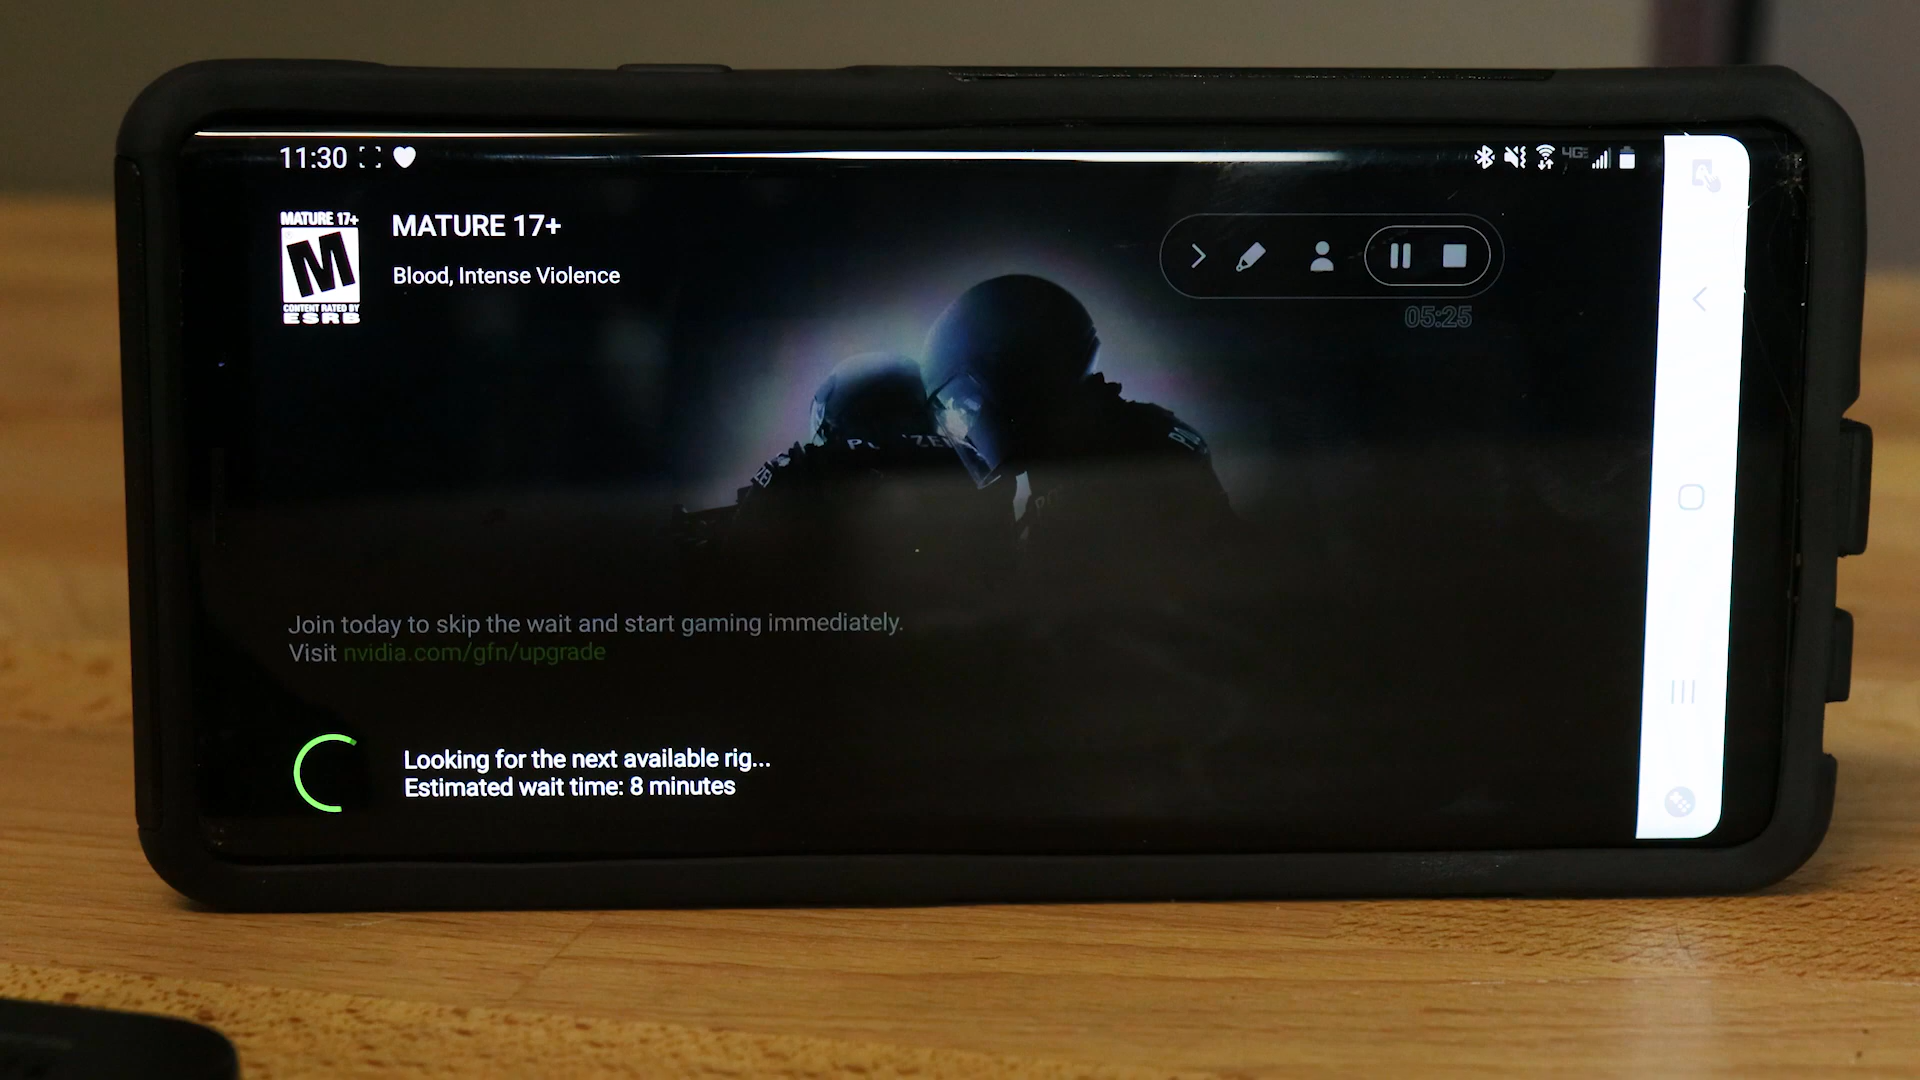 11:30
4GE
MATURE 17+
M
CONTENT RATED BY
ESRB
MATURE 17+
Blood, Intense Violence
05:25
Join today to skip the wait and start gaming immediately.
Visit nvidia.com/gfn/upgrade
Looking for the next available rig...
Estimated wait time: 8 minutes